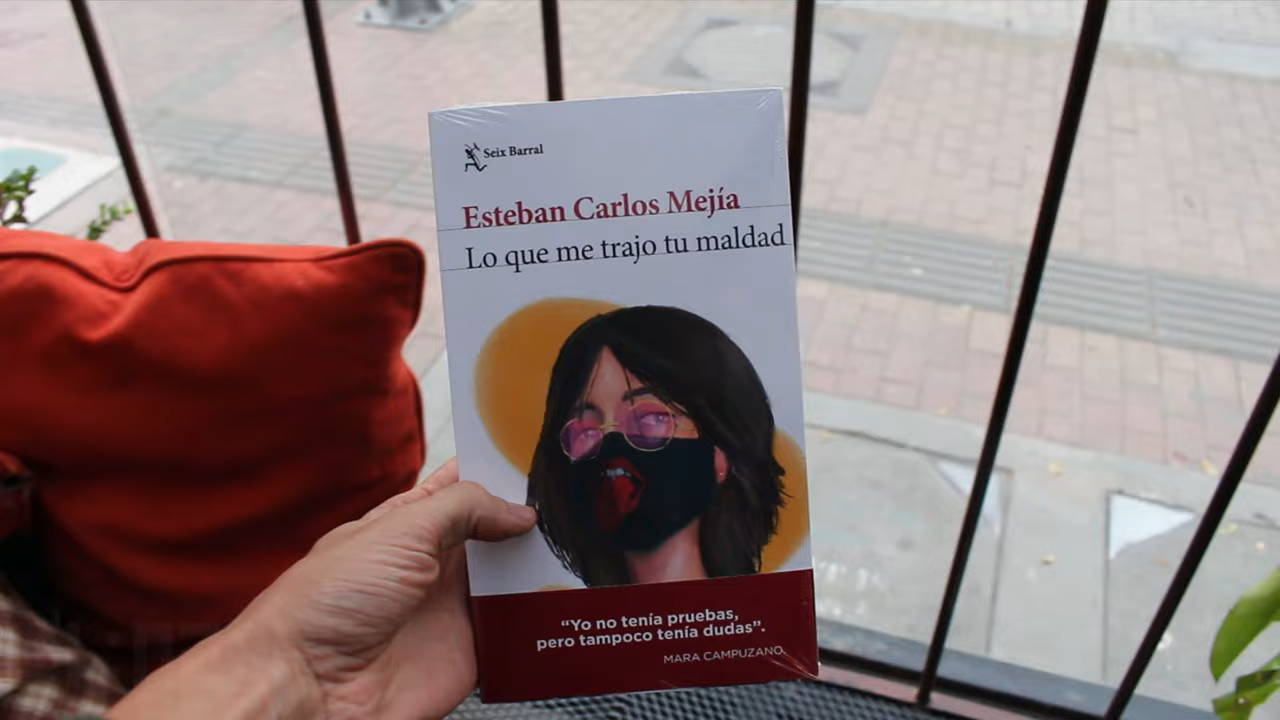 Seix Barral
Esteban Carlos Mejía
Lo que me trajo tu maldad
“Yo no tenía pruebas,
pero tampoco tenía dudas”.
MARA CAMPUZANO